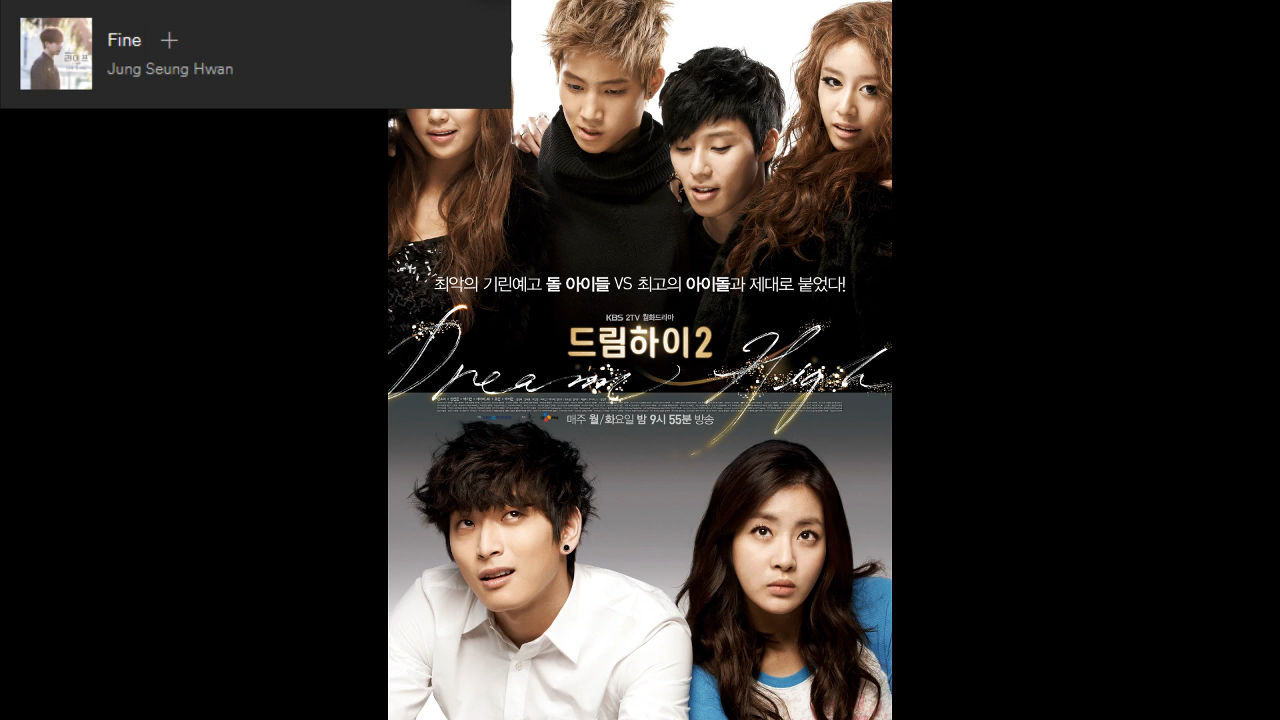 Fine
Jung Seung Hwan
최악의 기린예고 돌 아이들 VS 최고의 아이돌과 제대로 붙었다!
KBS 2TV 월화드라마
드림하이2
Dream High
매주 월/화요일 밤 9시 55분 방송